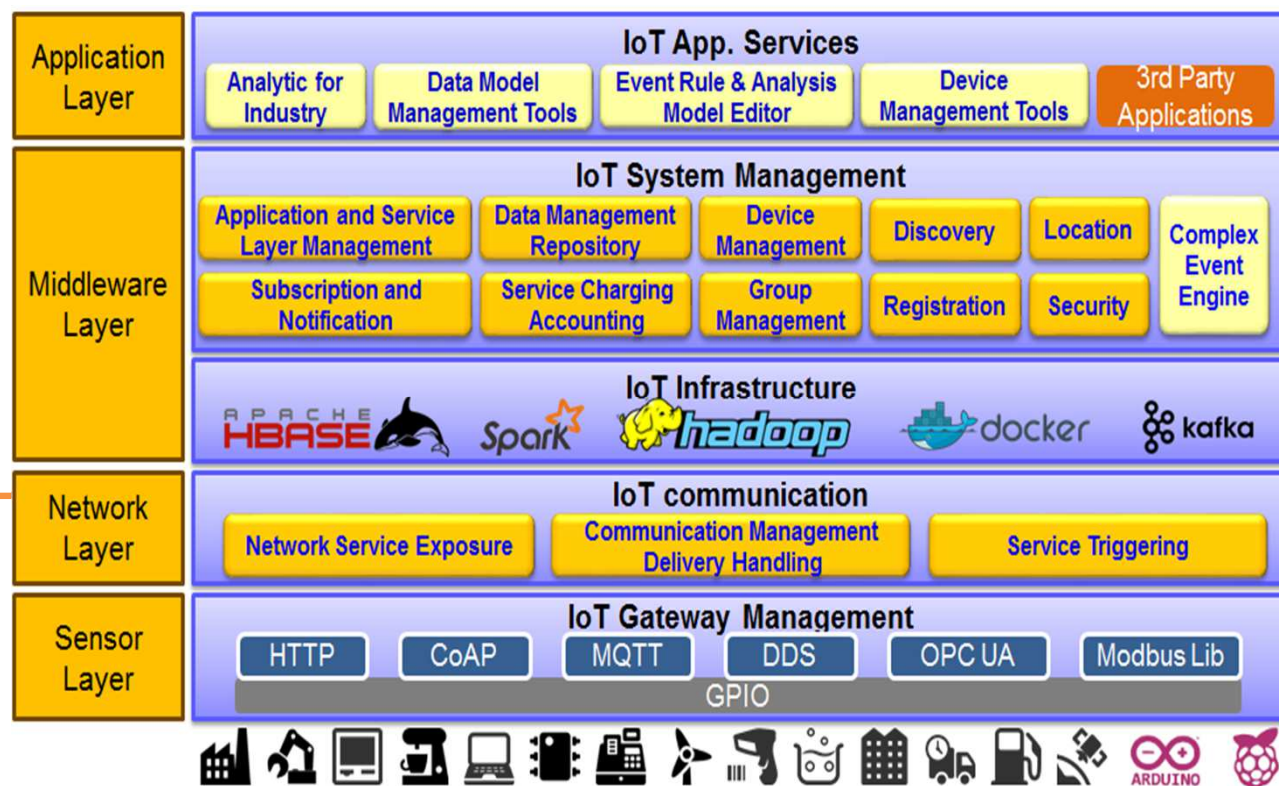 Application
Layer
IoT App. Services
Analytic for
Industry
Data Model
Management Tools
Event Rule & Analysis
Model Editor
Device
Management Tools
3rd Party
Applications
Middleware
Layer
IoT System Management
Application and Service
Layer Management
Data Management
Repository
Device
Management
Discovery
Location
Complex
Event
Engine
Subscription and
Notification
Service Charging
Accounting
Group
Management
Registration
Security
IoT Infrastructure
APACHE
HBASE
Spark
hadoop
docker
kafka
Network
Layer
IoT communication
Network Service Exposure
Communication Management
Delivery Handling
Service Triggering
Sensor
Layer
IoT Gateway Management
HTTP
CoAP
MQTT
DDS
OPC UA
Modbus Lib
GPIO
ARDUINO